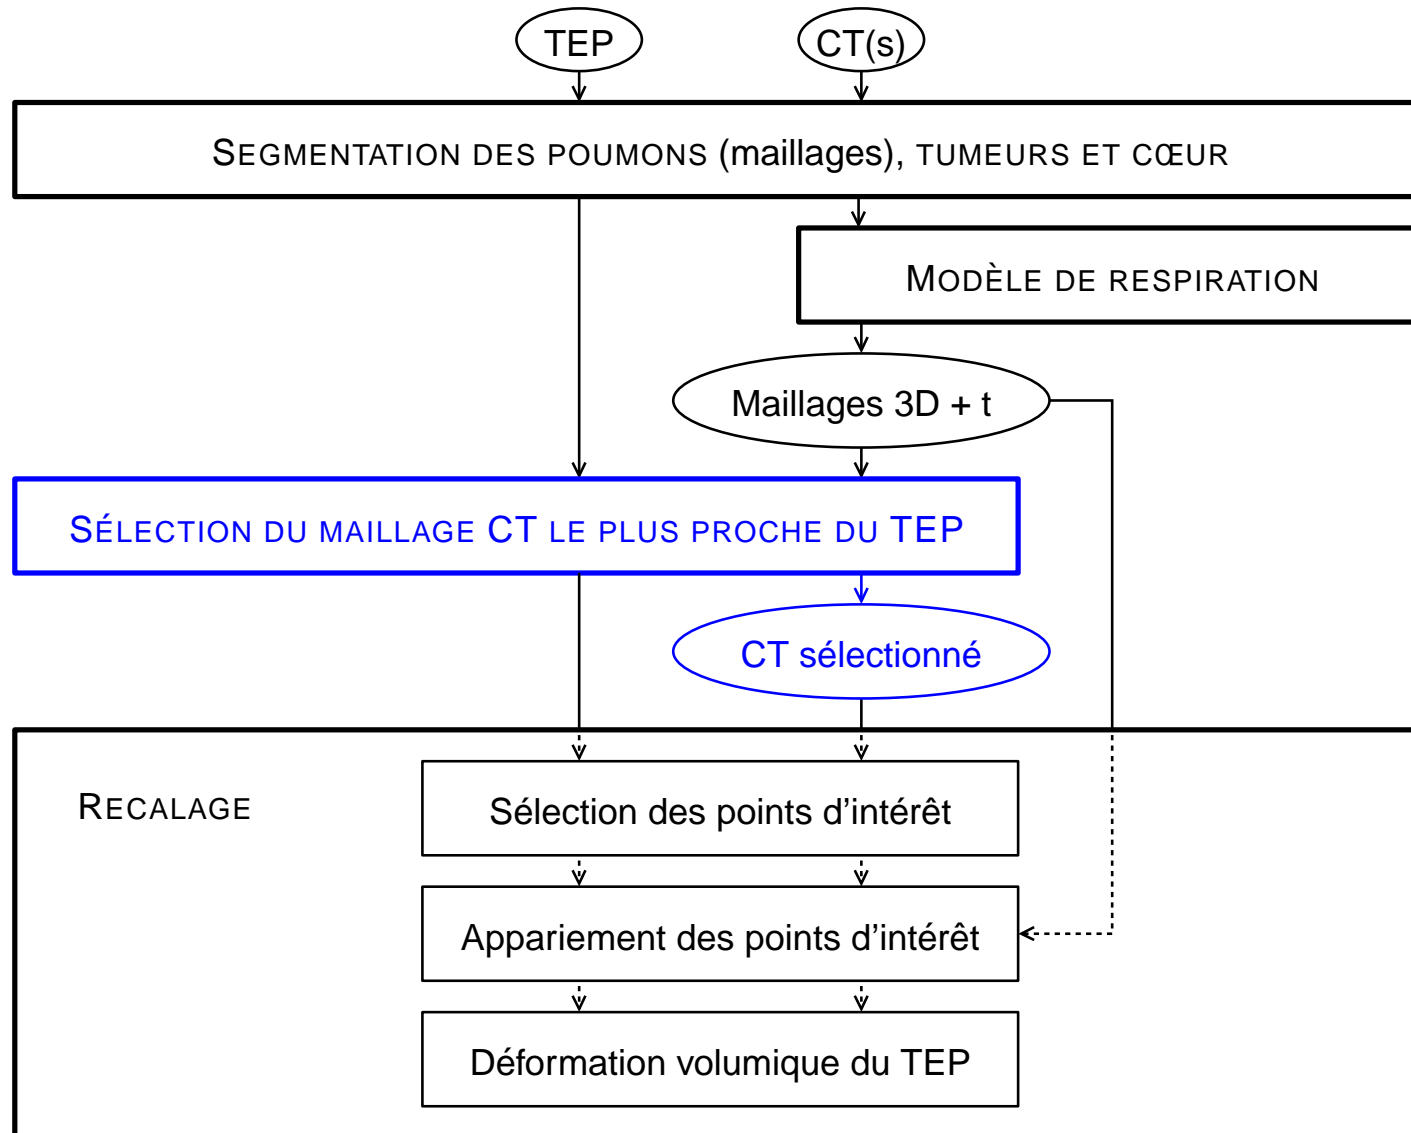 TEP
CT(s)
SEGMENTATION DES POUMONS (maillages), TUMEURS ET CŒUR
MODÈLE DE RESPIRATION
Maillages 3D + t
SÉLECTION DU MAILLAGE CT LE PLUS PROCHE DU TEP
CT sélectionné
RECALAGE
Sélection des points d’intérêt
Appariement des points d’intérêt
Déformation volumique du TEP